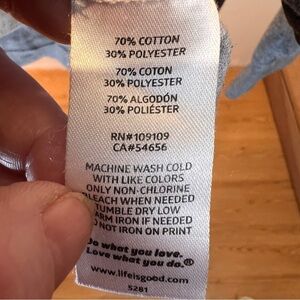 70% COTTON
30% POLYESTER
70% COTON
30% POLYESTER
70% ALGODÓN
30% POLIÉSTER
RN#109109
CA#54656
MACHINE WASH COLD
WITH LIKE COLORS
ONLY NON-CHLORINE
BLEACH WHEN NEEDED
TUMBLE DRY LOW
WARM IRON IF NEEDED
DO NOT IRON ON PRINT
Do what you love.
Love what you do.®
www.lifeisgood.com
5281